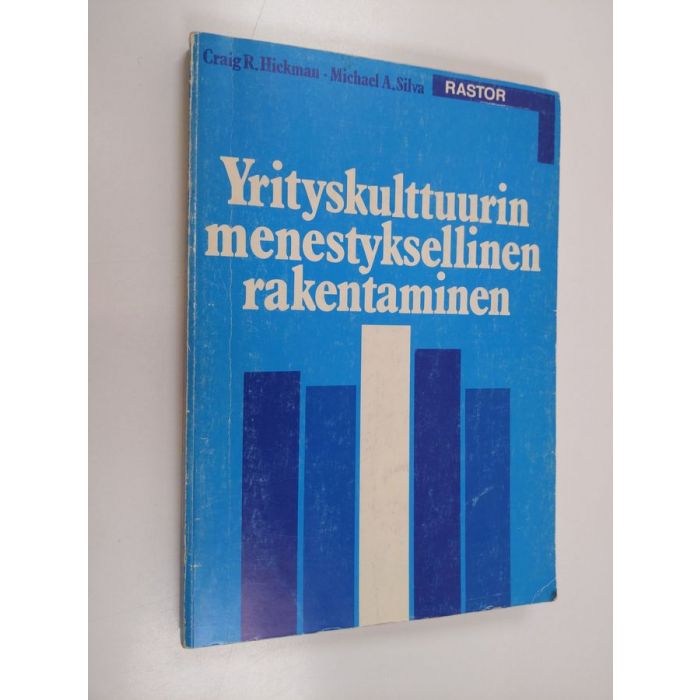 Craig R. Hickman · Michael A. Silva
RASTOR
Yrityskulttuurin
menestyksellinen
rakentaminen